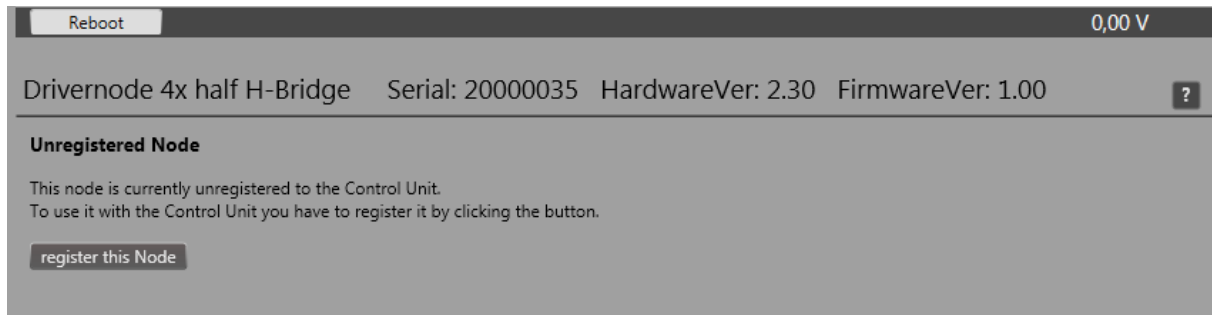 Reboot 0,00 V
Drivernode 4x half H-Bridge Serial: 20000035 HardwareVer: 2.30 FirmwareVer: 1.00 ?
Unregistered Node
This node is currently unregistered to the Control Unit.
To use it with the Control Unit you have to register it by clicking the button.
register this Node